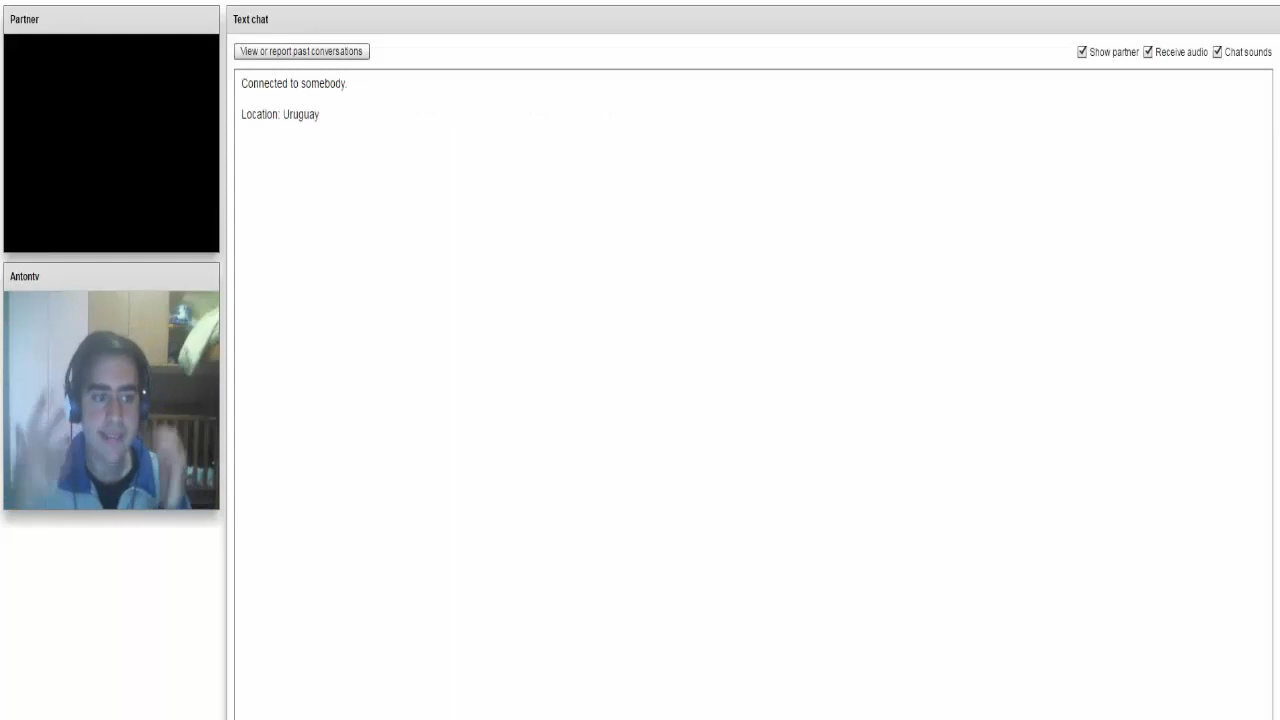 Partner
Text chat
View or report past conversations
Show partner
Receive audio
Chat sounds
Connected to somebody.
Location: Uruguay
Antontv